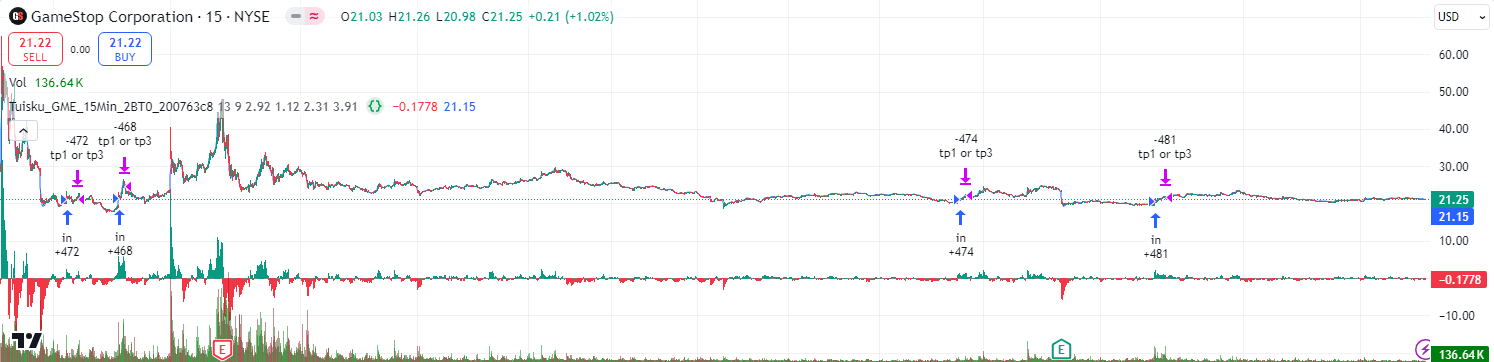 GameStop Corporation · 15 · NYSE O21.03 H21.26 L20.98 C21.25 +0.21 (+1.02%)
USD
21.22 SELL
0.00
21.22 BUY
Vol 136.64K
Tuisku_GME_15Min_2BT0_200763c8 13 9 2.92 1.12 2.31 3.91 {} −0.1778 21.15
-472
tp1 or tp3
-468
tp1 or tp3
-474
tp1 or tp3
-481
tp1 or tp3
in
+472
in
+468
in
+474
in
+481
60.00
50.00
40.00
30.00
21.25
21.15
10.00
−0.1778
−10.00
136.64K
E
E